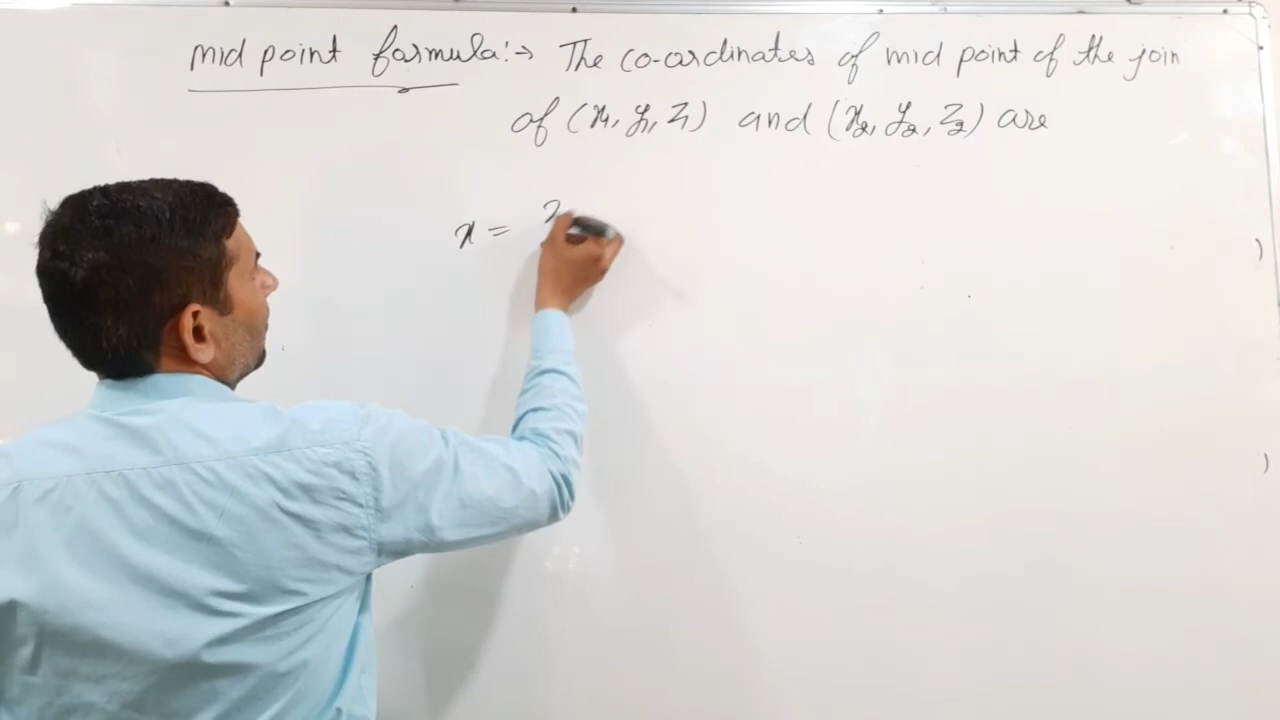 mid point formula:→ The co-ordinates of mid point of the join
of (x₁, y₁, z₁) and (x₂, y₂, z₂) are
x =